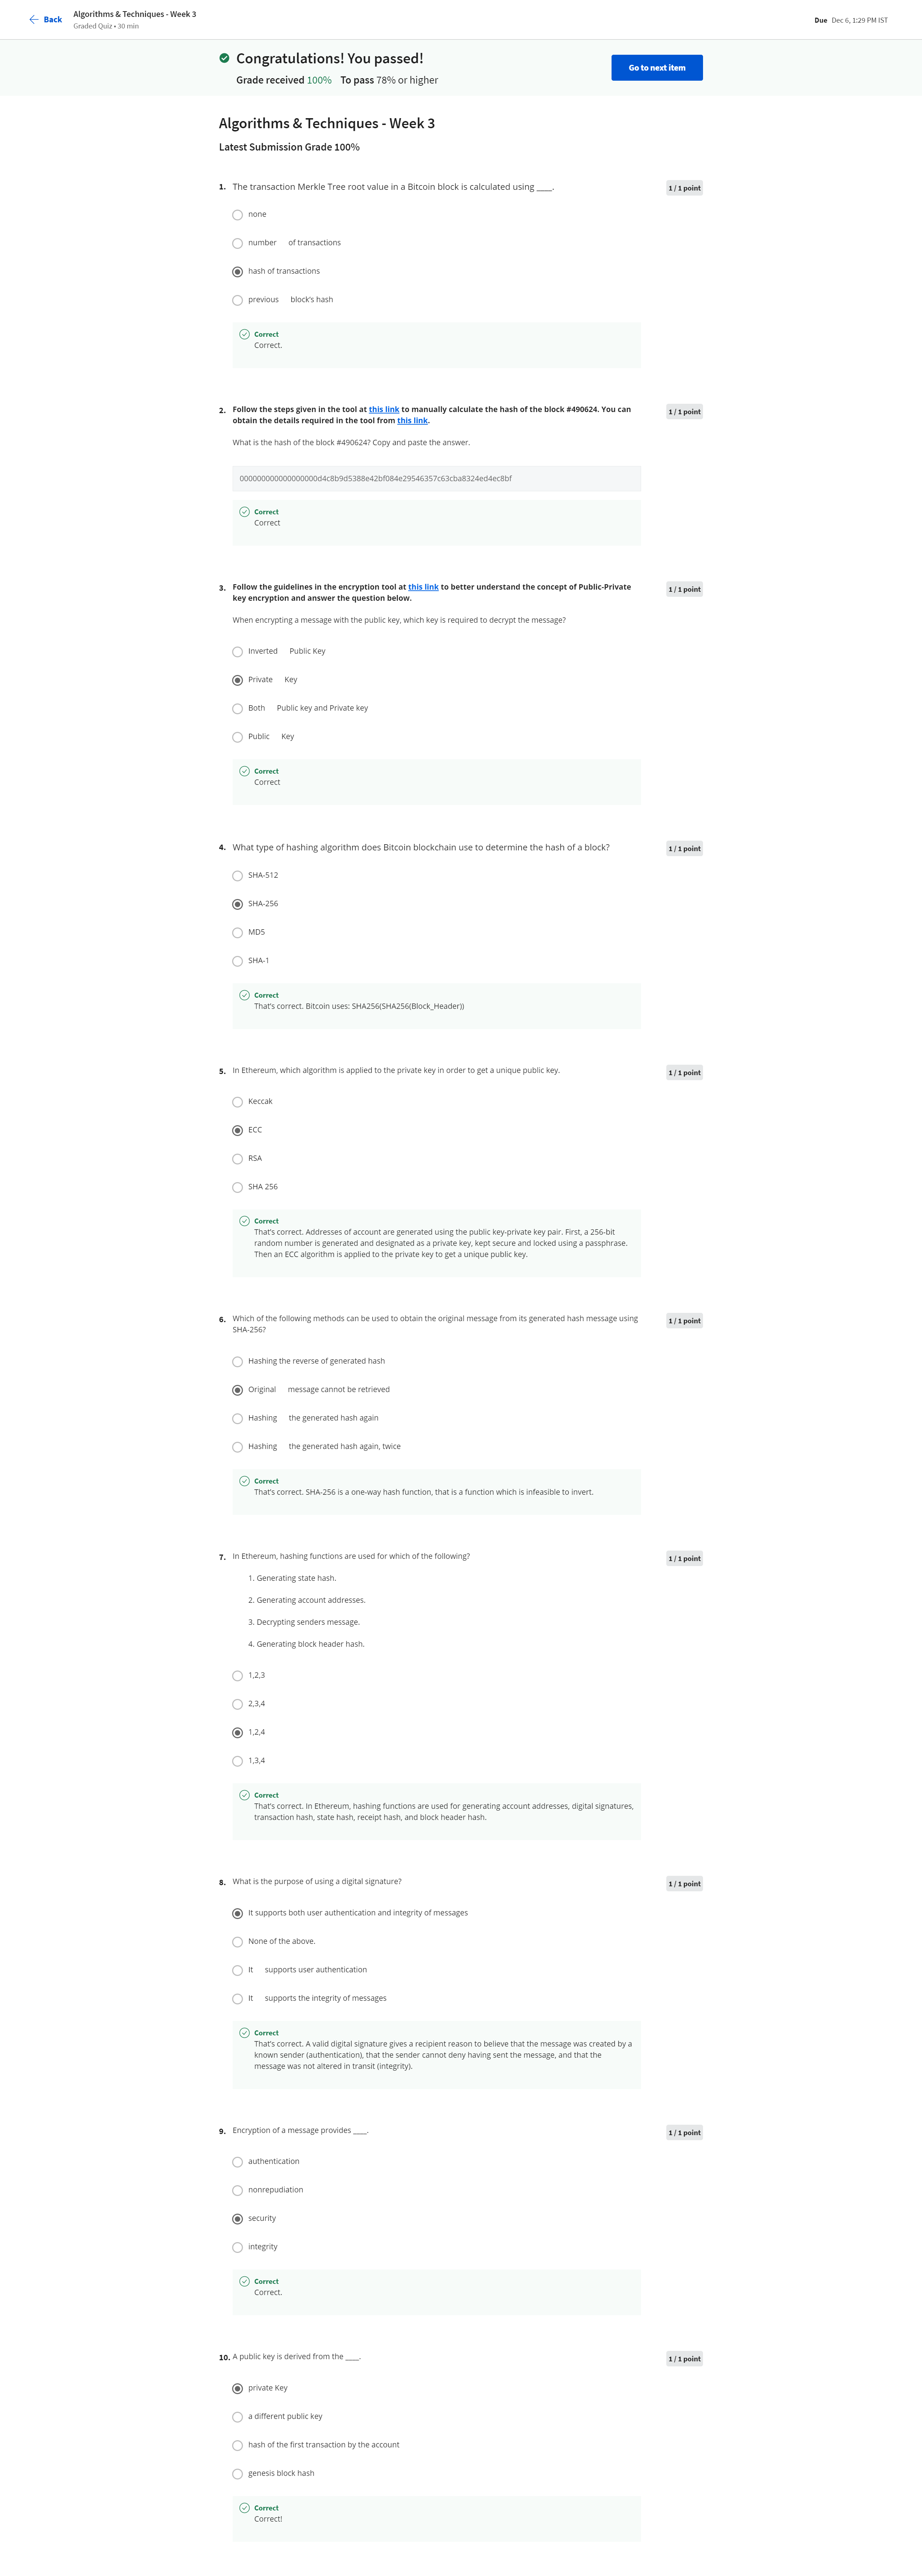 Back
Algorithms & Techniques - Week 3
Graded Quiz • 30 min
Due Dec 6, 1:29 PM IST
Congratulations! You passed!
Grade received 100% To pass 78% or higher
Go to next item
Algorithms & Techniques - Week 3
Latest Submission Grade 100%
1. The transaction Merkle Tree root value in a Bitcoin block is calculated using ____.
1 / 1 point
none
number of transactions
hash of transactions
previous block's hash
Correct
Correct.
2. Follow the steps given in the tool at this link to manually calculate the hash of the block #490624. You can
obtain the details required in the tool from this link.
1 / 1 point
What is the hash of the block #490624? Copy and paste the answer.
000000000000000000d4c8b9d5388e42bf084e29546357c63cba8324ed4ec8bf
Correct
Correct
3. Follow the guidelines in the encryption tool at this link to better understand the concept of Public-Private
key encryption and answer the question below.
1 / 1 point
When encrypting a message with the public key, which key is required to decrypt the message?
Inverted Public Key
Private Key
Both Public key and Private key
Public Key
Correct
Correct
4. What type of hashing algorithm does Bitcoin blockchain use to determine the hash of a block?
1 / 1 point
SHA-512
SHA-256
MD5
SHA-1
Correct
That's correct. Bitcoin uses: SHA256(SHA256(Block_Header))
5. In Ethereum, which algorithm is applied to the private key in order to get a unique public key.
1 / 1 point
Keccak
ECC
RSA
SHA 256
Correct
That's correct. Addresses of account are generated using the public key-private key pair. First, a 256-bit
random number is generated and designated as a private key, kept secure and locked using a passphrase.
Then an ECC algorithm is applied to the private key to get a unique public key.
6. Which of the following methods can be used to obtain the original message from its generated hash message using
SHA-256?
1 / 1 point
Hashing the reverse of generated hash
Original message cannot be retrieved
Hashing the generated hash again
Hashing the generated hash again, twice
Correct
That's correct. SHA-256 is a one-way hash function, that is a function which is infeasible to invert.
7. In Ethereum, hashing functions are used for which of the following?
1 / 1 point
1. Generating state hash.
2. Generating account addresses.
3. Decrypting senders message.
4. Generating block header hash.
1,2,3
2,3,4
1,2,4
1,3,4
Correct
That's correct. In Ethereum, hashing functions are used for generating account addresses, digital signatures,
transaction hash, state hash, receipt hash, and block header hash.
8. What is the purpose of using a digital signature?
1 / 1 point
It supports both user authentication and integrity of messages
None of the above.
It supports user authentication
It supports the integrity of messages
Correct
That's correct. A valid digital signature gives a recipient reason to believe that the message was created by a
known sender (authentication), that the sender cannot deny having sent the message, and that the
message was not altered in transit (integrity).
9. Encryption of a message provides ____.
1 / 1 point
authentication
nonrepudiation
security
integrity
Correct
Correct.
10. A public key is derived from the ____.
1 / 1 point
private Key
a different public key
hash of the first transaction by the account
genesis block hash
Correct
Correct!